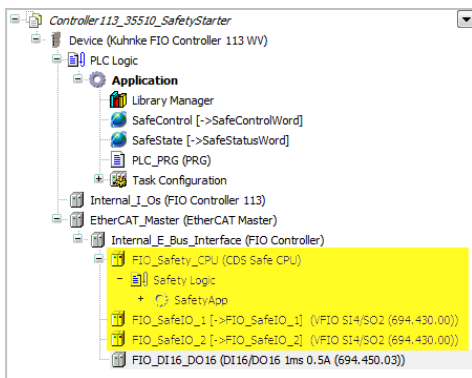 Controller113_35510_SafetyStarter
Device (Kuhnke FIO Controller 113 WV)
PLC Logic
Application
Library Manager
SafeControl [->SafeControlWord]
SafeState [->SafeStatusWord]
PLC_PRG (PRG)
Task Configuration
Internal_I_Os (FIO Controller 113)
EtherCAT_Master (EtherCAT Master)
Internal_E_Bus_Interface (FIO Controller)
FIO_Safety_CPU (CDS Safe CPU)
Safety Logic
SafetyApp
FIO_SafeIO_1 [->FIO_SafeIO_1] (VFIO SI4/SO2 (694.430.00))
FIO_SafeIO_2 [->FIO_SafeIO_2] (VFIO SI4/SO2 (694.430.00))
FIO_DI16_DO16 (DI16/DO16 1ms 0.5A (694.450.03))